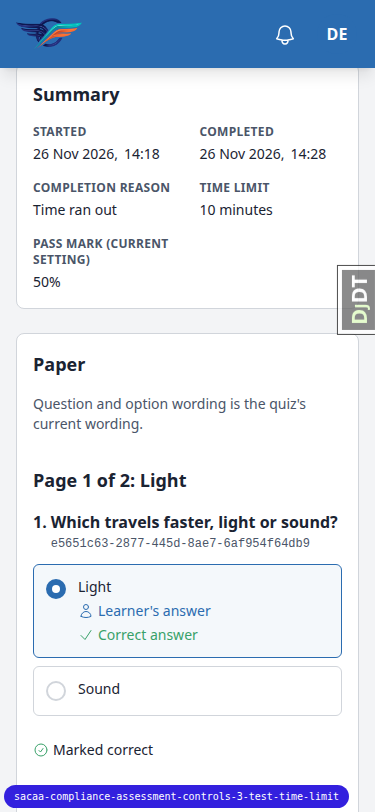 DE
Summary
STARTED
COMPLETED
26 Nov 2026, 14:18
26 Nov 2026, 14:28
COMPLETION REASON
TIME LIMIT
Time ran out
10 minutes
PASS MARK (CURRENT
SETTING)
50%
DjDT
Paper
Question and option wording is the quiz's
current wording.
Page 1 of 2: Light
1. Which travels faster, light or sound?
e5651c63-2877-445d-8ae7-6af954f64db9
Light
Learner's answer
Correct answer
Sound
Marked correct
sacaa-compliance-assessment-controls-3-test-time-limit